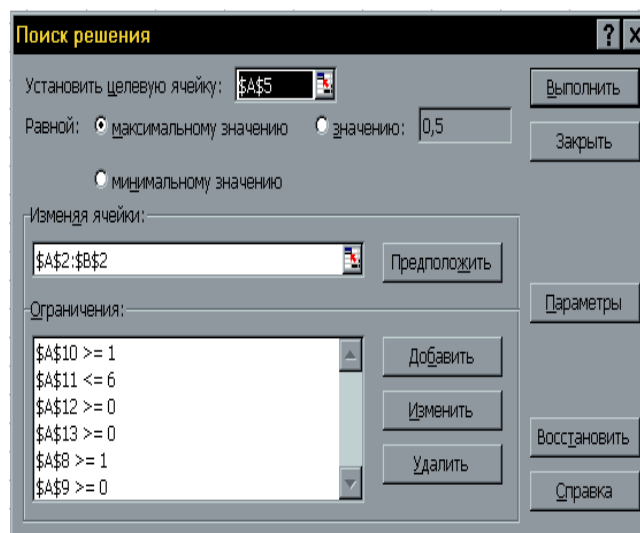 Поиск решения
Установить целевую ячейку: $A$5
Равной: максимальному значению значению: 0,5
минимальному значению
Изменяя ячейки:
$A$2:$B$2
Предположить
Ограничения:
$A$10 >= 1
$A$11 <= 6
$A$12 >= 0
$A$13 >= 0
$A$8 >= 1
$A$9 >= 0
Добавить
Изменить
Удалить
Выполнить
Закрыть
Параметры
Восстановить
Справка